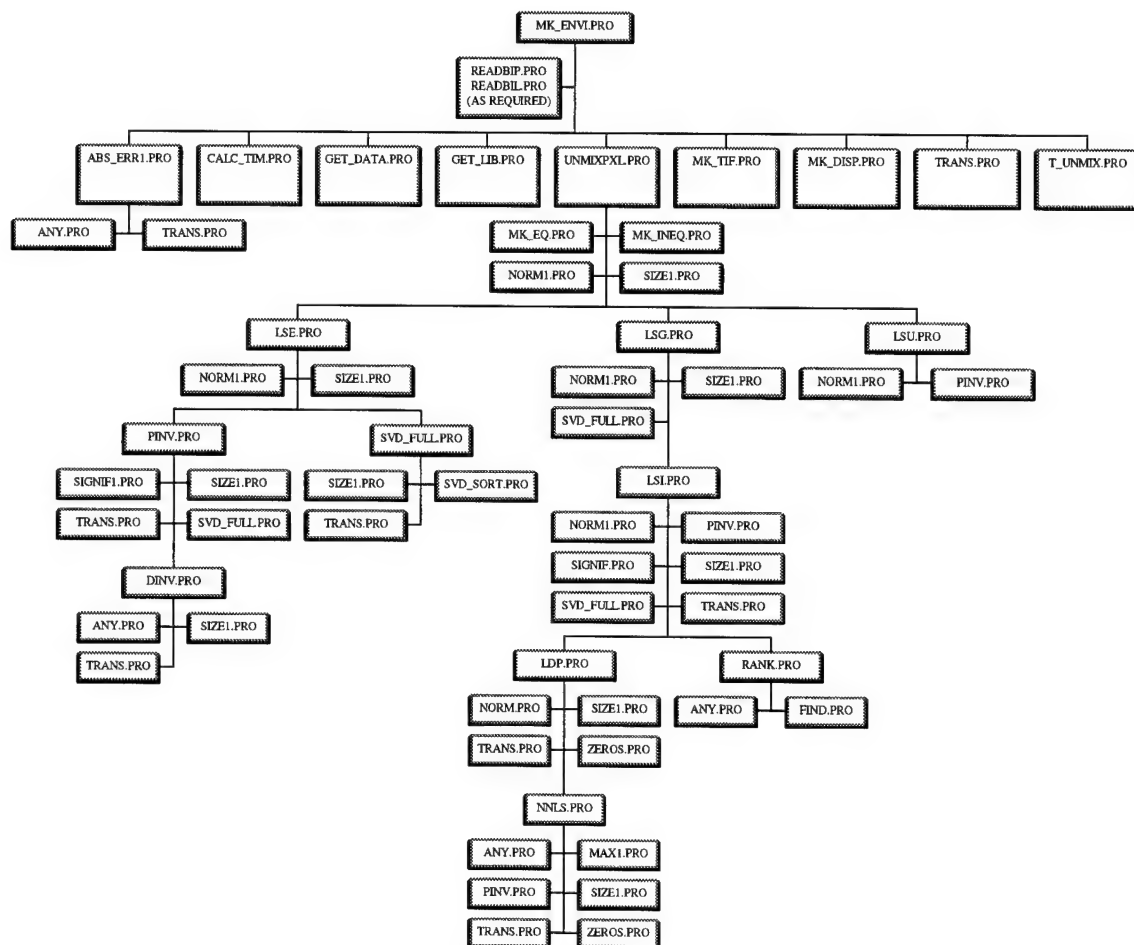 MK_ENVI.PRO
READBIP.PRO
READBIL.PRO
(AS REQUIRED)
ABS_ERR1.PRO
CALC_TIM.PRO
GET_DATA.PRO
GET_LIB.PRO
UNMIXPXL.PRO
MK_TIF.PRO
MK_DISP.PRO
TRANS.PRO
T_UNMIX.PRO
ANY.PRO
TRANS.PRO
MK_EQ.PRO
MK_INEQ.PRO
NORM1.PRO
SIZE1.PRO
LSE.PRO
LSG.PRO
LSU.PRO
NORM1.PRO
SIZE1.PRO
NORM1.PRO
SIZE1.PRO
NORM1.PRO
PINV.PRO
SVD_FULL.PRO
PINV.PRO
SVD_FULL.PRO
SIGNIF1.PRO
SIZE1.PRO
SIZE1.PRO
SVD_SORT.PRO
LSI.PRO
TRANS.PRO
SVD_FULL.PRO
TRANS.PRO
NORM1.PRO
PINV.PRO
SIGNIF.PRO
SIZE1.PRO
DINV.PRO
SVD_FULL.PRO
TRANS.PRO
ANY.PRO
SIZE1.PRO
TRANS.PRO
LDP.PRO
RANK.PRO
NORM.PRO
SIZE1.PRO
ANY.PRO
FIND.PRO
TRANS.PRO
ZEROS.PRO
NNLS.PRO
ANY.PRO
MAX1.PRO
PINV.PRO
SIZE1.PRO
TRANS.PRO
ZEROS.PRO